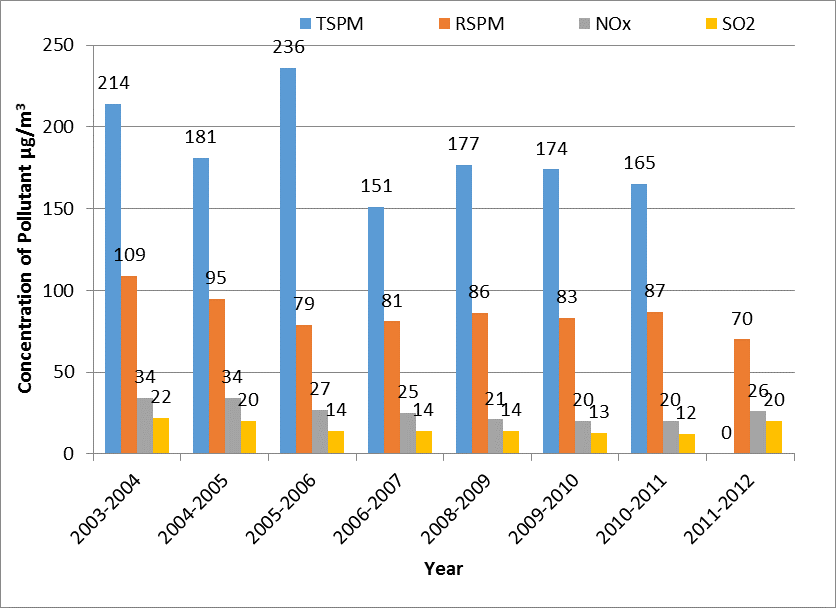 TSPM RSPM NOx SO2
Concentration of Pollutant µg/m³
250
200
150
100
50
0
214 109 34 22
181 95 34 20
236 79 27 14
151 81 25 14
177 86 21 14
174 83 20 13
165 87 20 12
0 70 26 20
2003-2004 2004-2005 2005-2006 2006-2007 2008-2009 2009-2010 2010-2011 2011-2012
Year